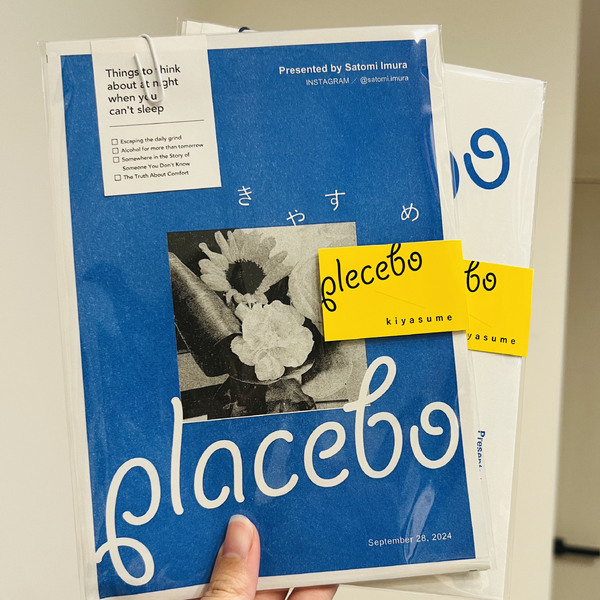 Things to think
about at night
when you
can't sleep
Escaping the daily grind
Alcohol for more than tomorrow
Somewhere in the Story of
Someone You Don't Know
The Truth About Comfort
Presented by Satomi Imura
INSTAGRAM / @satomi.imura
きやすめ
plecebo
kiyasume
placebo
September 28, 2024
bo
bo
yasume
Present